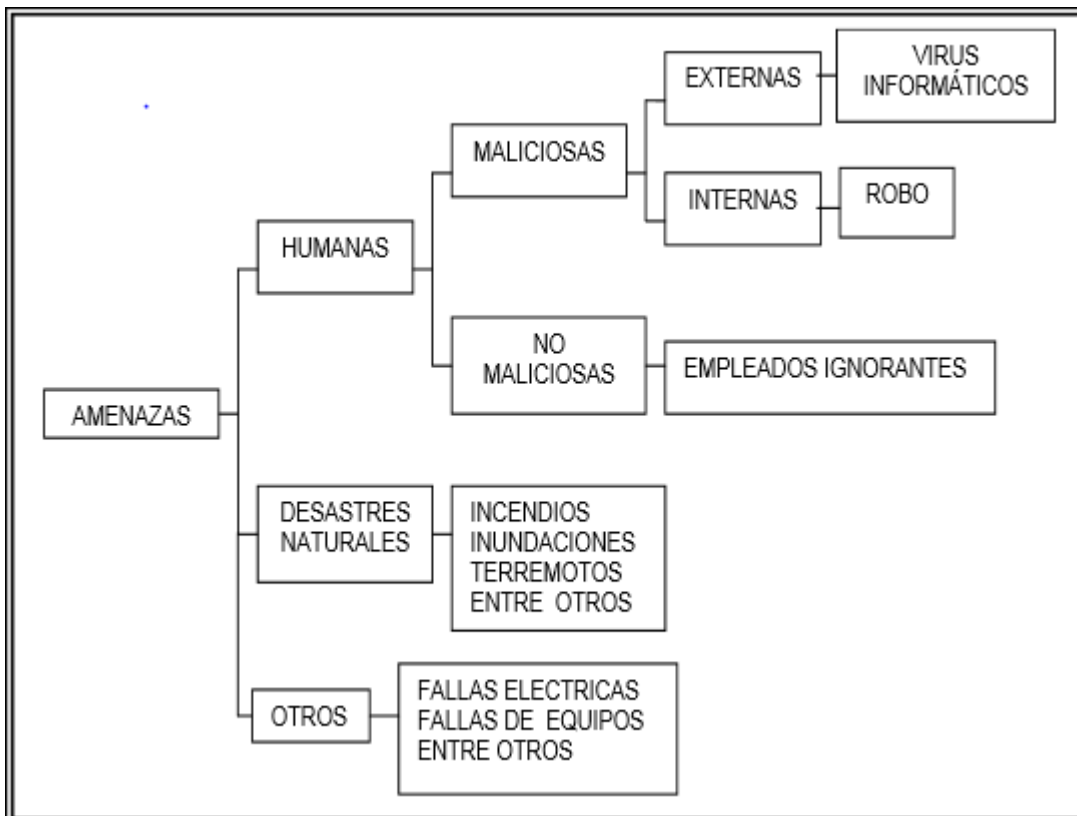 AMENAZAS
HUMANAS
MALICIOSAS
EXTERNAS
VIRUS
INFORMÁTICOS
INTERNAS
ROBO
NO
MALICIOSAS
EMPLEADOS IGNORANTES
DESASTRES
NATURALES
INCENDIOS
INUNDACIONES
TERREMOTOS
ENTRE OTROS
OTROS
FALLAS ELECTRICAS
FALLAS DE EQUIPOS
ENTRE OTROS